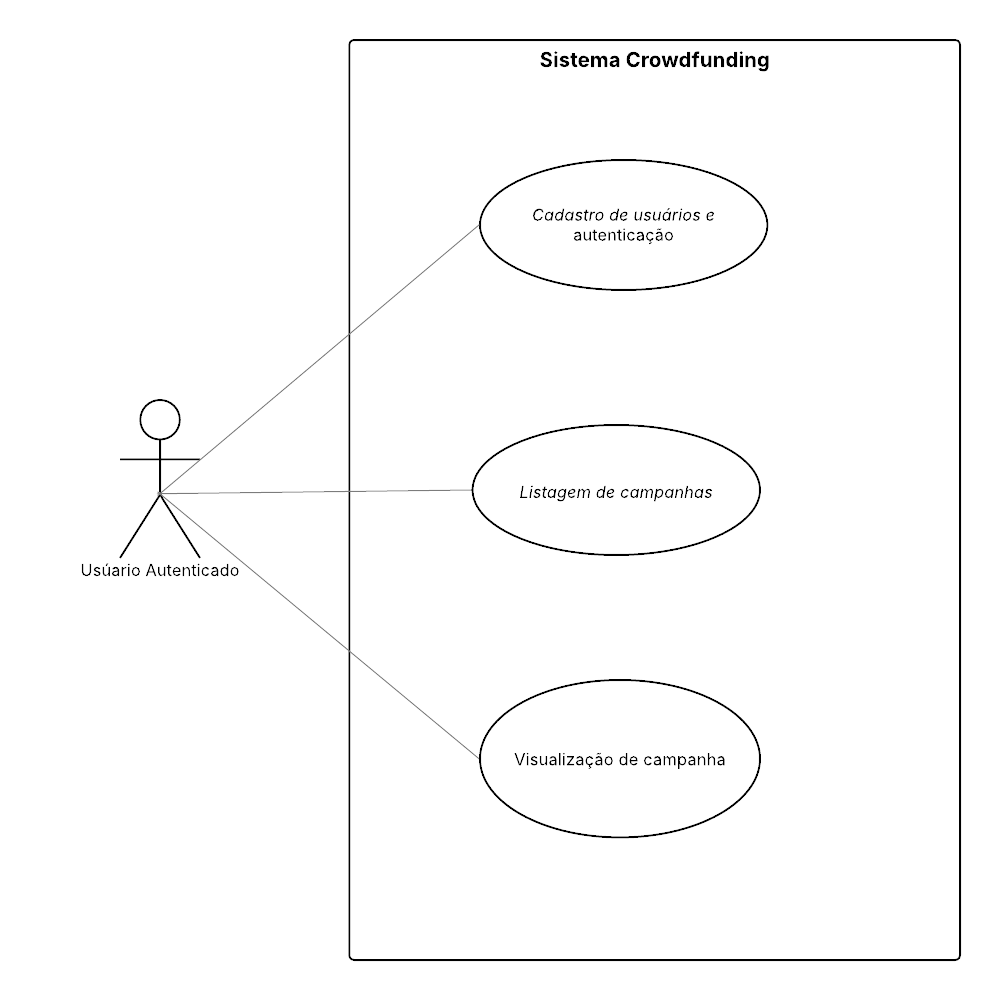 Sistema Crowdfunding
Cadastro de usuários e
autenticação
Listagem de campanhas
Usúario Autenticado
Visualização de campanha